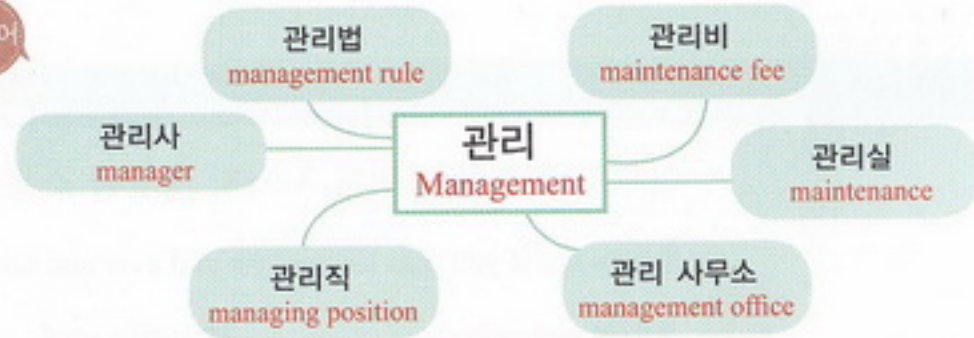 어
관리법
management rule
관리비
maintenance fee
관리사
manager
관리
Management
관리실
maintenance
관리직
managing position
관리 사무소
management office